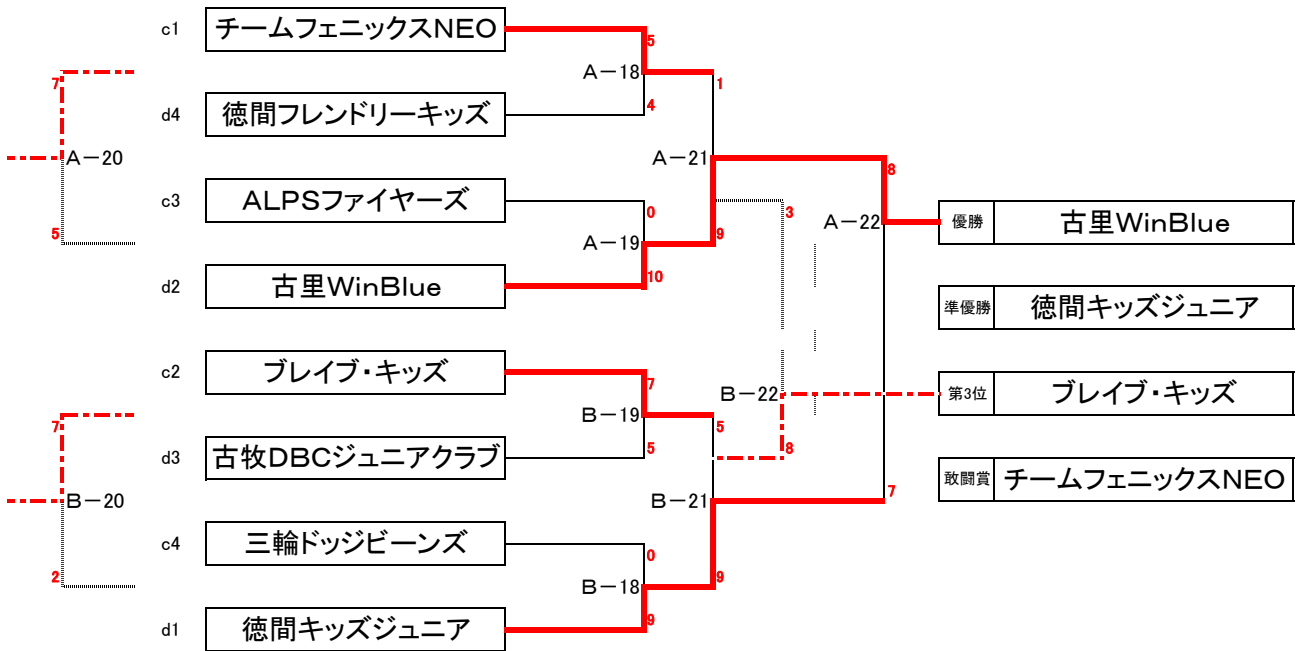 c1 チームフェニックスNEO
5
A－18
7
1
4
d4 徳間フレンドリーキッズ
A－20
A－21
8
c3 ALPSファイヤーズ
0
3
A－22
優勝 古里WinBlue
5
A－19
9
10
d2 古里WinBlue
準優勝 徳間キッズジュニア
c2 ブレイブ・キッズ
7
B－22
第3位 ブレイブ・キッズ
7
B－19
5
5
8
d3 古牧DBCジュニアクラブ
敢闘賞 チームフェニックスNEO
B－20
B－21
7
c4 三輪ドッジビーンズ
0
2
B－18
9
9
d1 徳間キッズジュニア